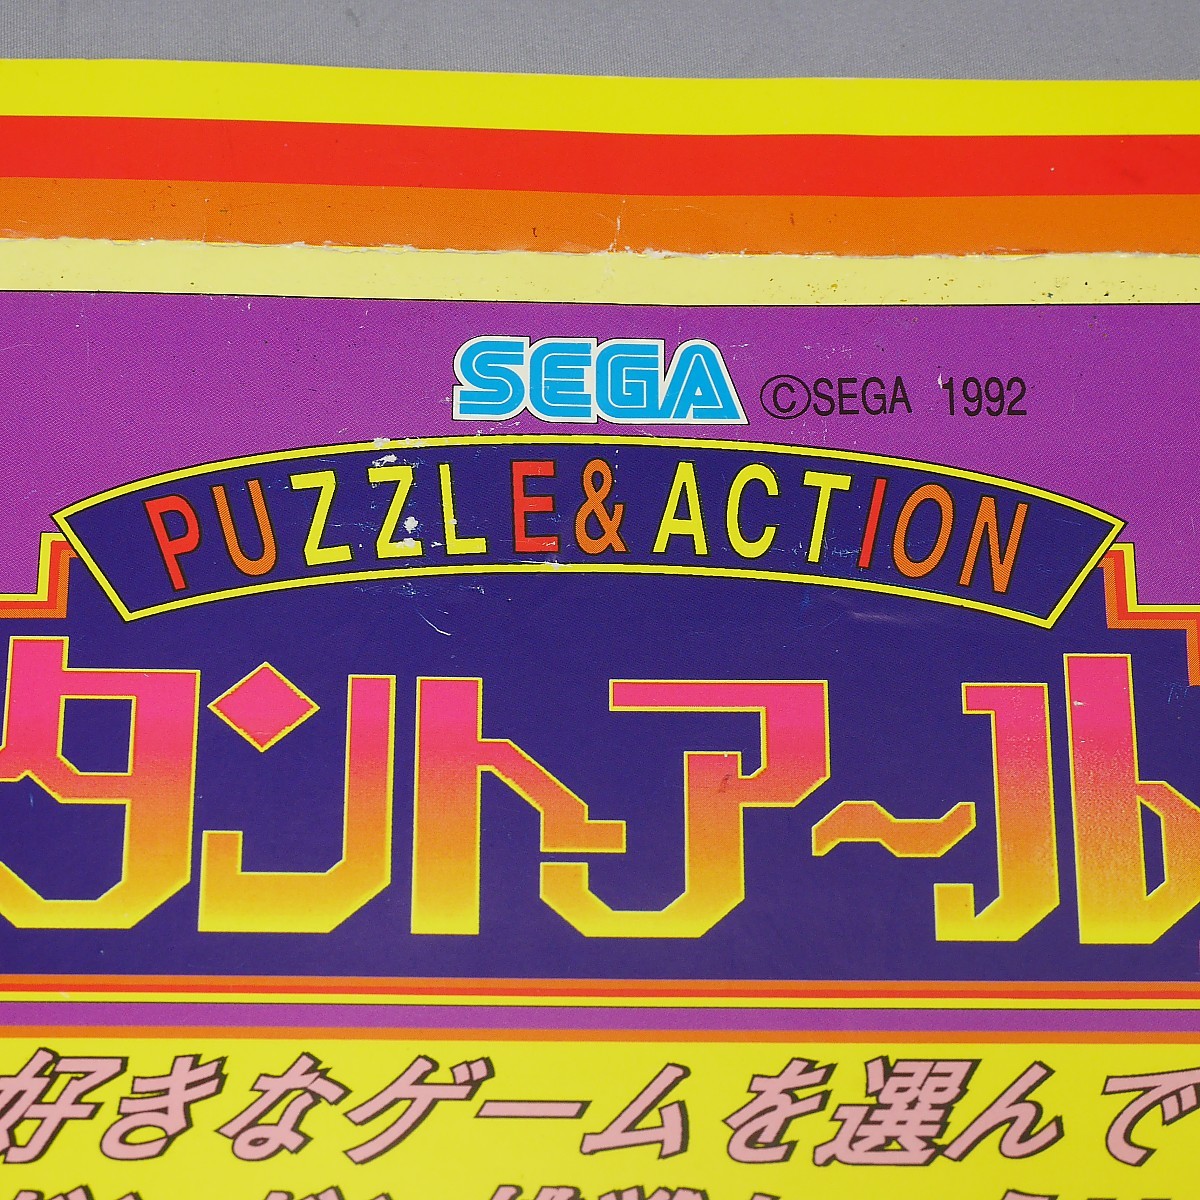 SEGA ©SEGA 1992
PUZZLE & ACTION
タントアール
好きなゲームを選んで